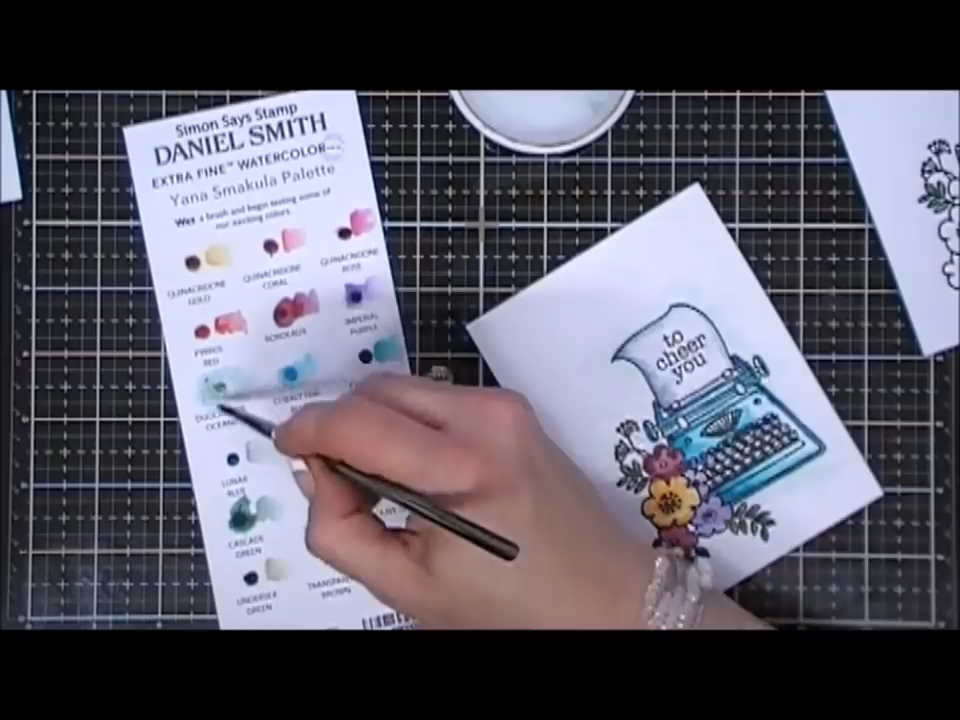 Simon Says Stamp
DANIEL SMITH
EXTRA FINE™ WATERCOLOR
Yana Smakula Palette
Wet a brush and begin testing some of
our exciting colors.
QUINACRIDONE
GOLD
QUINACRIDONE
CORAL
QUINACRIDONE
ROSE
PYRROL
RED
BORDEAUX
IMPERIAL
PURPLE
COBALT
LUNAR
BLUE
CASCADE
GREEN
UNDERSEA
GREEN
BROWN
to
cheer
you